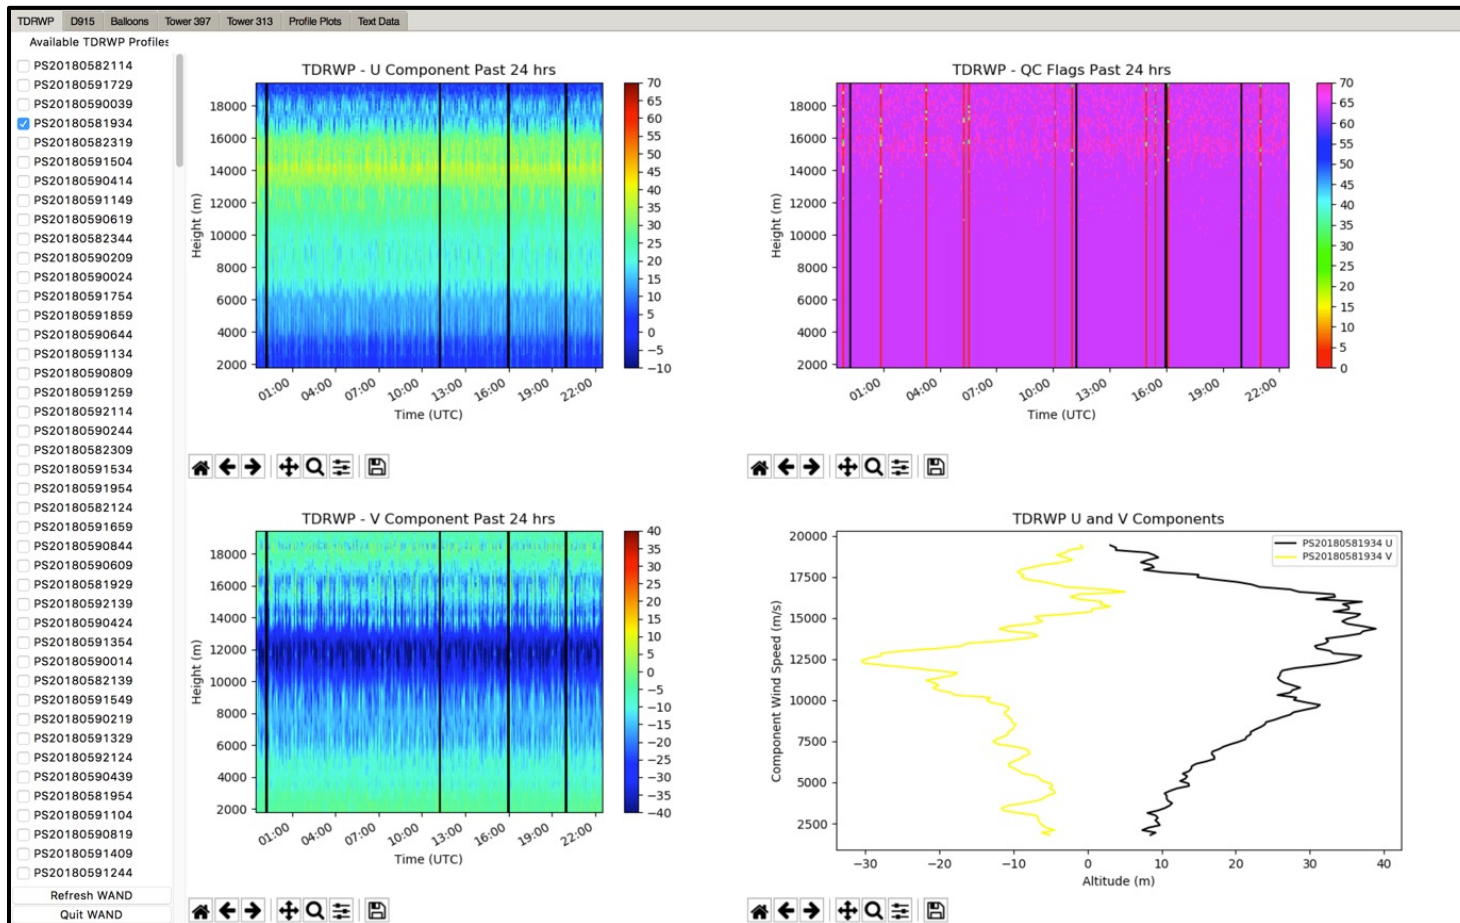 TDRWP D915 Balloons Tower 397 Tower 313 Profile Plots Text Data
Available TDRWP Profiles
PS20180582114
PS20180591729
PS20180590039
PS20180581934
PS20180582319
PS20180591504
PS20180590414
PS20180591149
PS20180590619
PS20180582344
PS20180590209
PS20180590024
PS20180591754
PS20180591859
PS20180590644
PS20180591134
PS20180590809
PS20180591259
PS20180592114
PS20180590244
PS20180582309
PS20180591534
PS20180591954
PS20180582124
PS20180591659
PS20180590844
PS20180590609
PS20180581929
PS20180592139
PS20180590424
PS20180591354
PS20180590014
PS20180582139
PS20180591549
PS20180590219
PS20180591329
PS20180592124
PS20180590439
PS20180581954
PS20180591104
PS20180590819
PS20180591409
PS20180591244
Refresh WAND
Quit WAND
TDRWP - U Component Past 24 hrs
Height (m)
18000
16000
14000
12000
10000
8000
6000
4000
2000
01:00 04:00 07:00 10:00 13:00 16:00 19:00 22:00
Time (UTC)
70
65
60
55
50
45
40
35
30
25
20
15
10
5
0
−5
−10
TDRWP - QC Flags Past 24 hrs
Height (m)
18000
16000
14000
12000
10000
8000
6000
4000
2000
01:00 04:00 07:00 10:00 13:00 16:00 19:00 22:00
Time (UTC)
70
65
60
55
50
45
40
35
30
25
20
15
10
5
0
TDRWP - V Component Past 24 hrs
Height (m)
18000
16000
14000
12000
10000
8000
6000
4000
2000
01:00 04:00 07:00 10:00 13:00 16:00 19:00 22:00
Time (UTC)
40
35
30
25
20
15
10
5
0
−5
−10
−15
−20
−25
−30
−35
−40
TDRWP U and V Components
PS20180581934 U
PS20180581934 V
Component Wind Speed (m/s)
20000
17500
15000
12500
10000
7500
5000
2500
−30 −20 −10 0 10 20 30 40
Altitude (m)